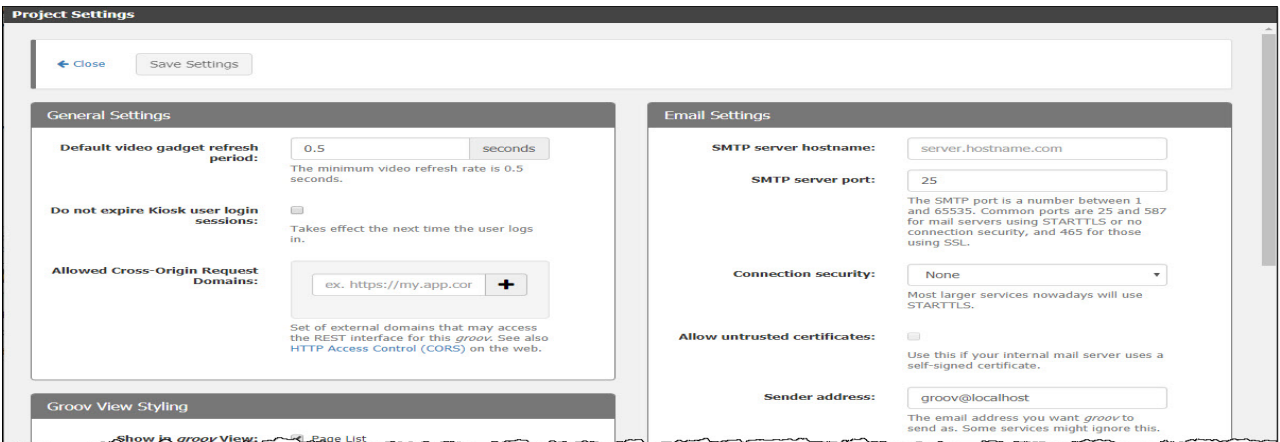 Project Settings
← Close
Save Settings
General Settings
Default video gadget refresh
period:
0.5
seconds
The minimum video refresh rate is 0.5
seconds.
Do not expire Kiosk user login
sessions:
Takes effect the next time the user logs
in.
Allowed Cross-Origin Request
Domains:
ex. https://my.app.cor
+
Set of external domains that may access
the REST interface for this groov. See also
HTTP Access Control (CORS) on the web.
Groov View Styling
Show in groov View:
Page List
Email Settings
SMTP server hostname:
server.hostname.com
SMTP server port:
25
The SMTP port is a number between 1
and 65535. Common ports are 25 and 587
for mail servers using STARTTLS or no
connection security, and 465 for those
using SSL.
Connection security:
None
Most larger services nowadays will use
STARTTLS.
Allow untrusted certificates:
Use this if your internal mail server uses a
self-signed certificate.
Sender address:
groov@localhost
The email address you want groov to
send as. Some services might ignore this.